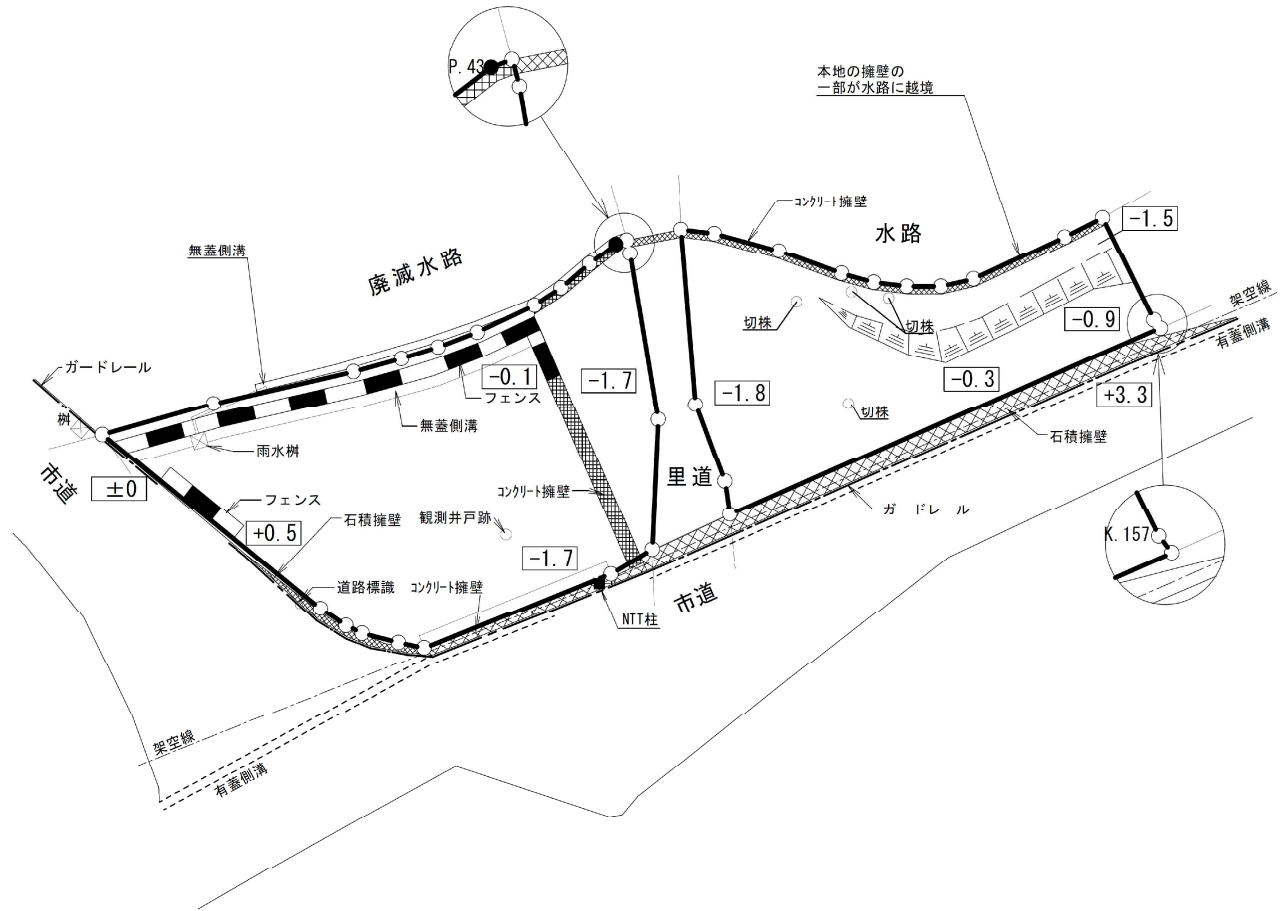 P.43
本地の擁壁の
一部が水路に越境
ｺﾝｸﾘｰﾄ擁壁
水路
-1.5
無蓋側溝
廃滅水路
架空線
有蓋側溝
切株
切株
-0.9
ガードレール
桝
-0.1
フェンス
-1.7
-1.8
-0.3
+3.3
無蓋側溝
切株
石積擁壁
雨水桝
市道
±0
里道
フェンス
ｺﾝｸﾘｰﾄ擁壁
+0.5
石積擁壁
観測井戸跡
ガ　ドレ　ル
K.157
-1.7
道路標識
ｺﾝｸﾘｰﾄ擁壁
市道
NTT柱
架空線
有蓋側溝